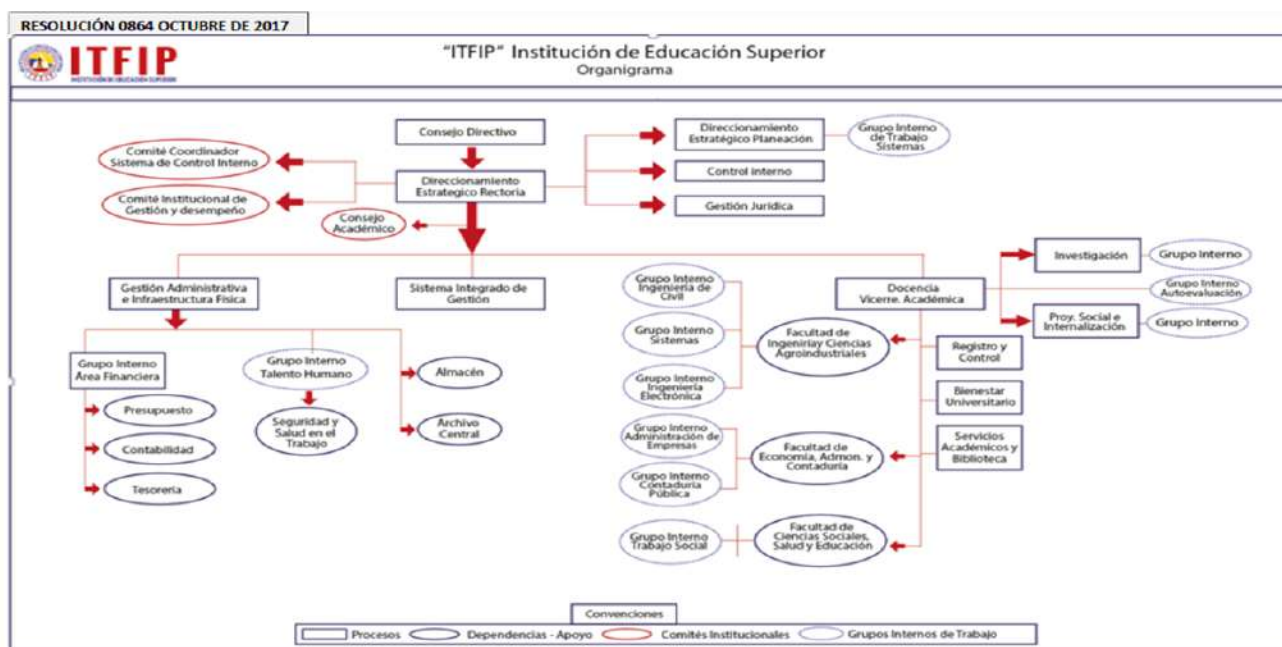 RESOLUCIÓN 0864 OCTUBRE DE 2017
ITFIP
INSTITUCIÓN DE EDUCACIÓN SUPERIOR
"ITFIP" Institución de Educación Superior
Organigrama
Consejo Directivo
Direccionamiento
Estratégico Planeación
Grupo Interno
de Trabajo
Sistemas
Comité Coordinador
Sistema de Control Interno
Control interno
Direccionamiento
Estrategico Rectoria
Comité Institucional de
Gestión y desempeño
Gestión Jurídica
Consejo
Académico
Investigación
Grupo Interno
Gestión Administrativa
e Infraestructura Física
Sistema Integrado de
Gestión
Grupo Interno
Ingeniería de
Civil
Docencia
Vicerre. Académica
Grupo Interno
Autoevaluación
Proy. Social e
Internalización
Grupo Interno
Grupo Interno
Sistemas
Facultad de
Ingeniriay Ciencias
Agroindustriales
Registro y
Control
Grupo Interno
Área Financiera
Grupo Interno
Talento Humano
Almacén
Grupo Interno
Ingeniería
Electrónica
Bienestar
Universitario
Presupuesto
Seguridad y
Salud en el
Trabajo
Archivo
Central
Grupo Interno
Administración de
Empresas
Servicios
Académicos y
Biblioteca
Contabilidad
Facultad de
Economía, Admon. y
Contaduría
Grupo Interno
Contaduría
Pública
Tesorería
Grupo Interno
Trabajo Social
Facultad de
Ciencias Sociales,
Salud y Educación
Convenciones
Procesos
Dependencias - Apoyo
Comités Institucionales
Grupos Internos de Trabajo